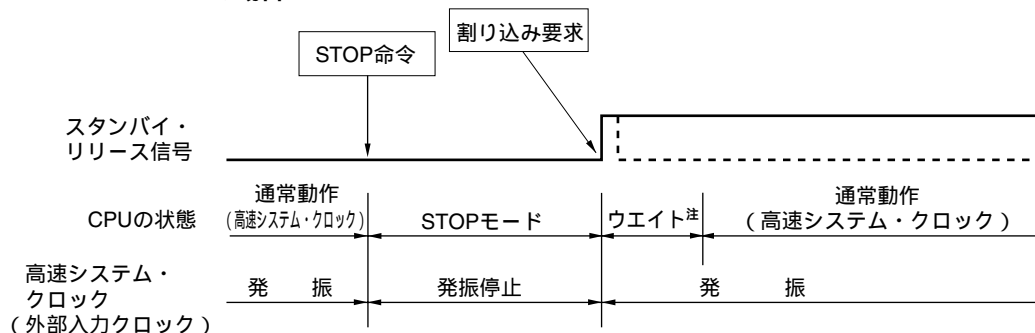 割り込み要求
STOP命令
スタンバイ・
リリース信号
通常動作
(高速システム・クロック)
CPUの状態
STOPモード
ウエイト注
通常動作
(高速システム・クロック)
高速システム・
クロック
(外部入力クロック)
発 振
発振停止
発 振